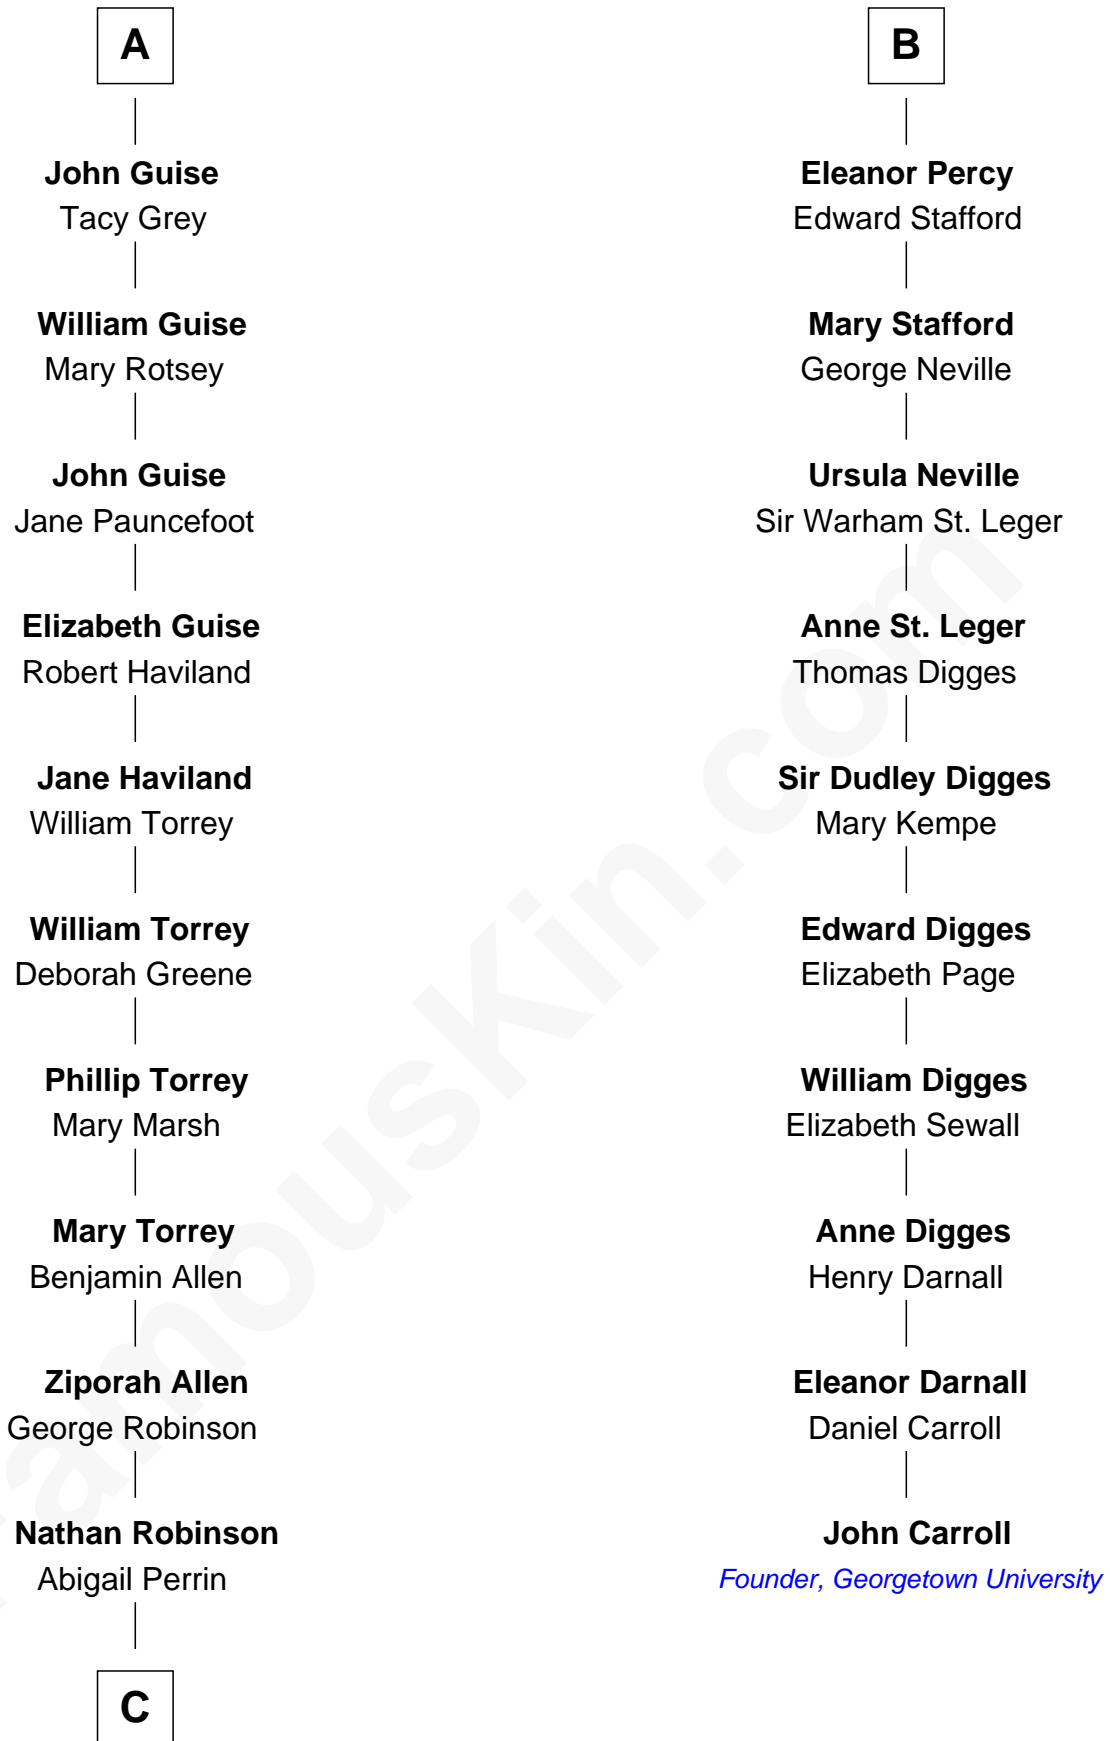 A
John Guise
Tacy Grey
William Guise
Mary Rotsey
John Guise
Jane Pauncefoot
Elizabeth Guise
Robert Haviland
Jane Haviland
William Torrey
William Torrey
Deborah Greene
Phillip Torrey
Mary Marsh
Mary Torrey
Benjamin Allen
Ziporah Allen
George Robinson
Nathan Robinson
Abigail Perrin
C
B
Eleanor Percy
Edward Stafford
Mary Stafford
George Neville
Ursula Neville
Sir Warham St. Leger
Anne St. Leger
Thomas Digges
Sir Dudley Digges
Mary Kempe
Edward Digges
Elizabeth Page
William Digges
Elizabeth Sewall
Anne Digges
Henry Darnall
Eleanor Darnall
Daniel Carroll
John Carroll
Founder, Georgetown University
FamousKin.com